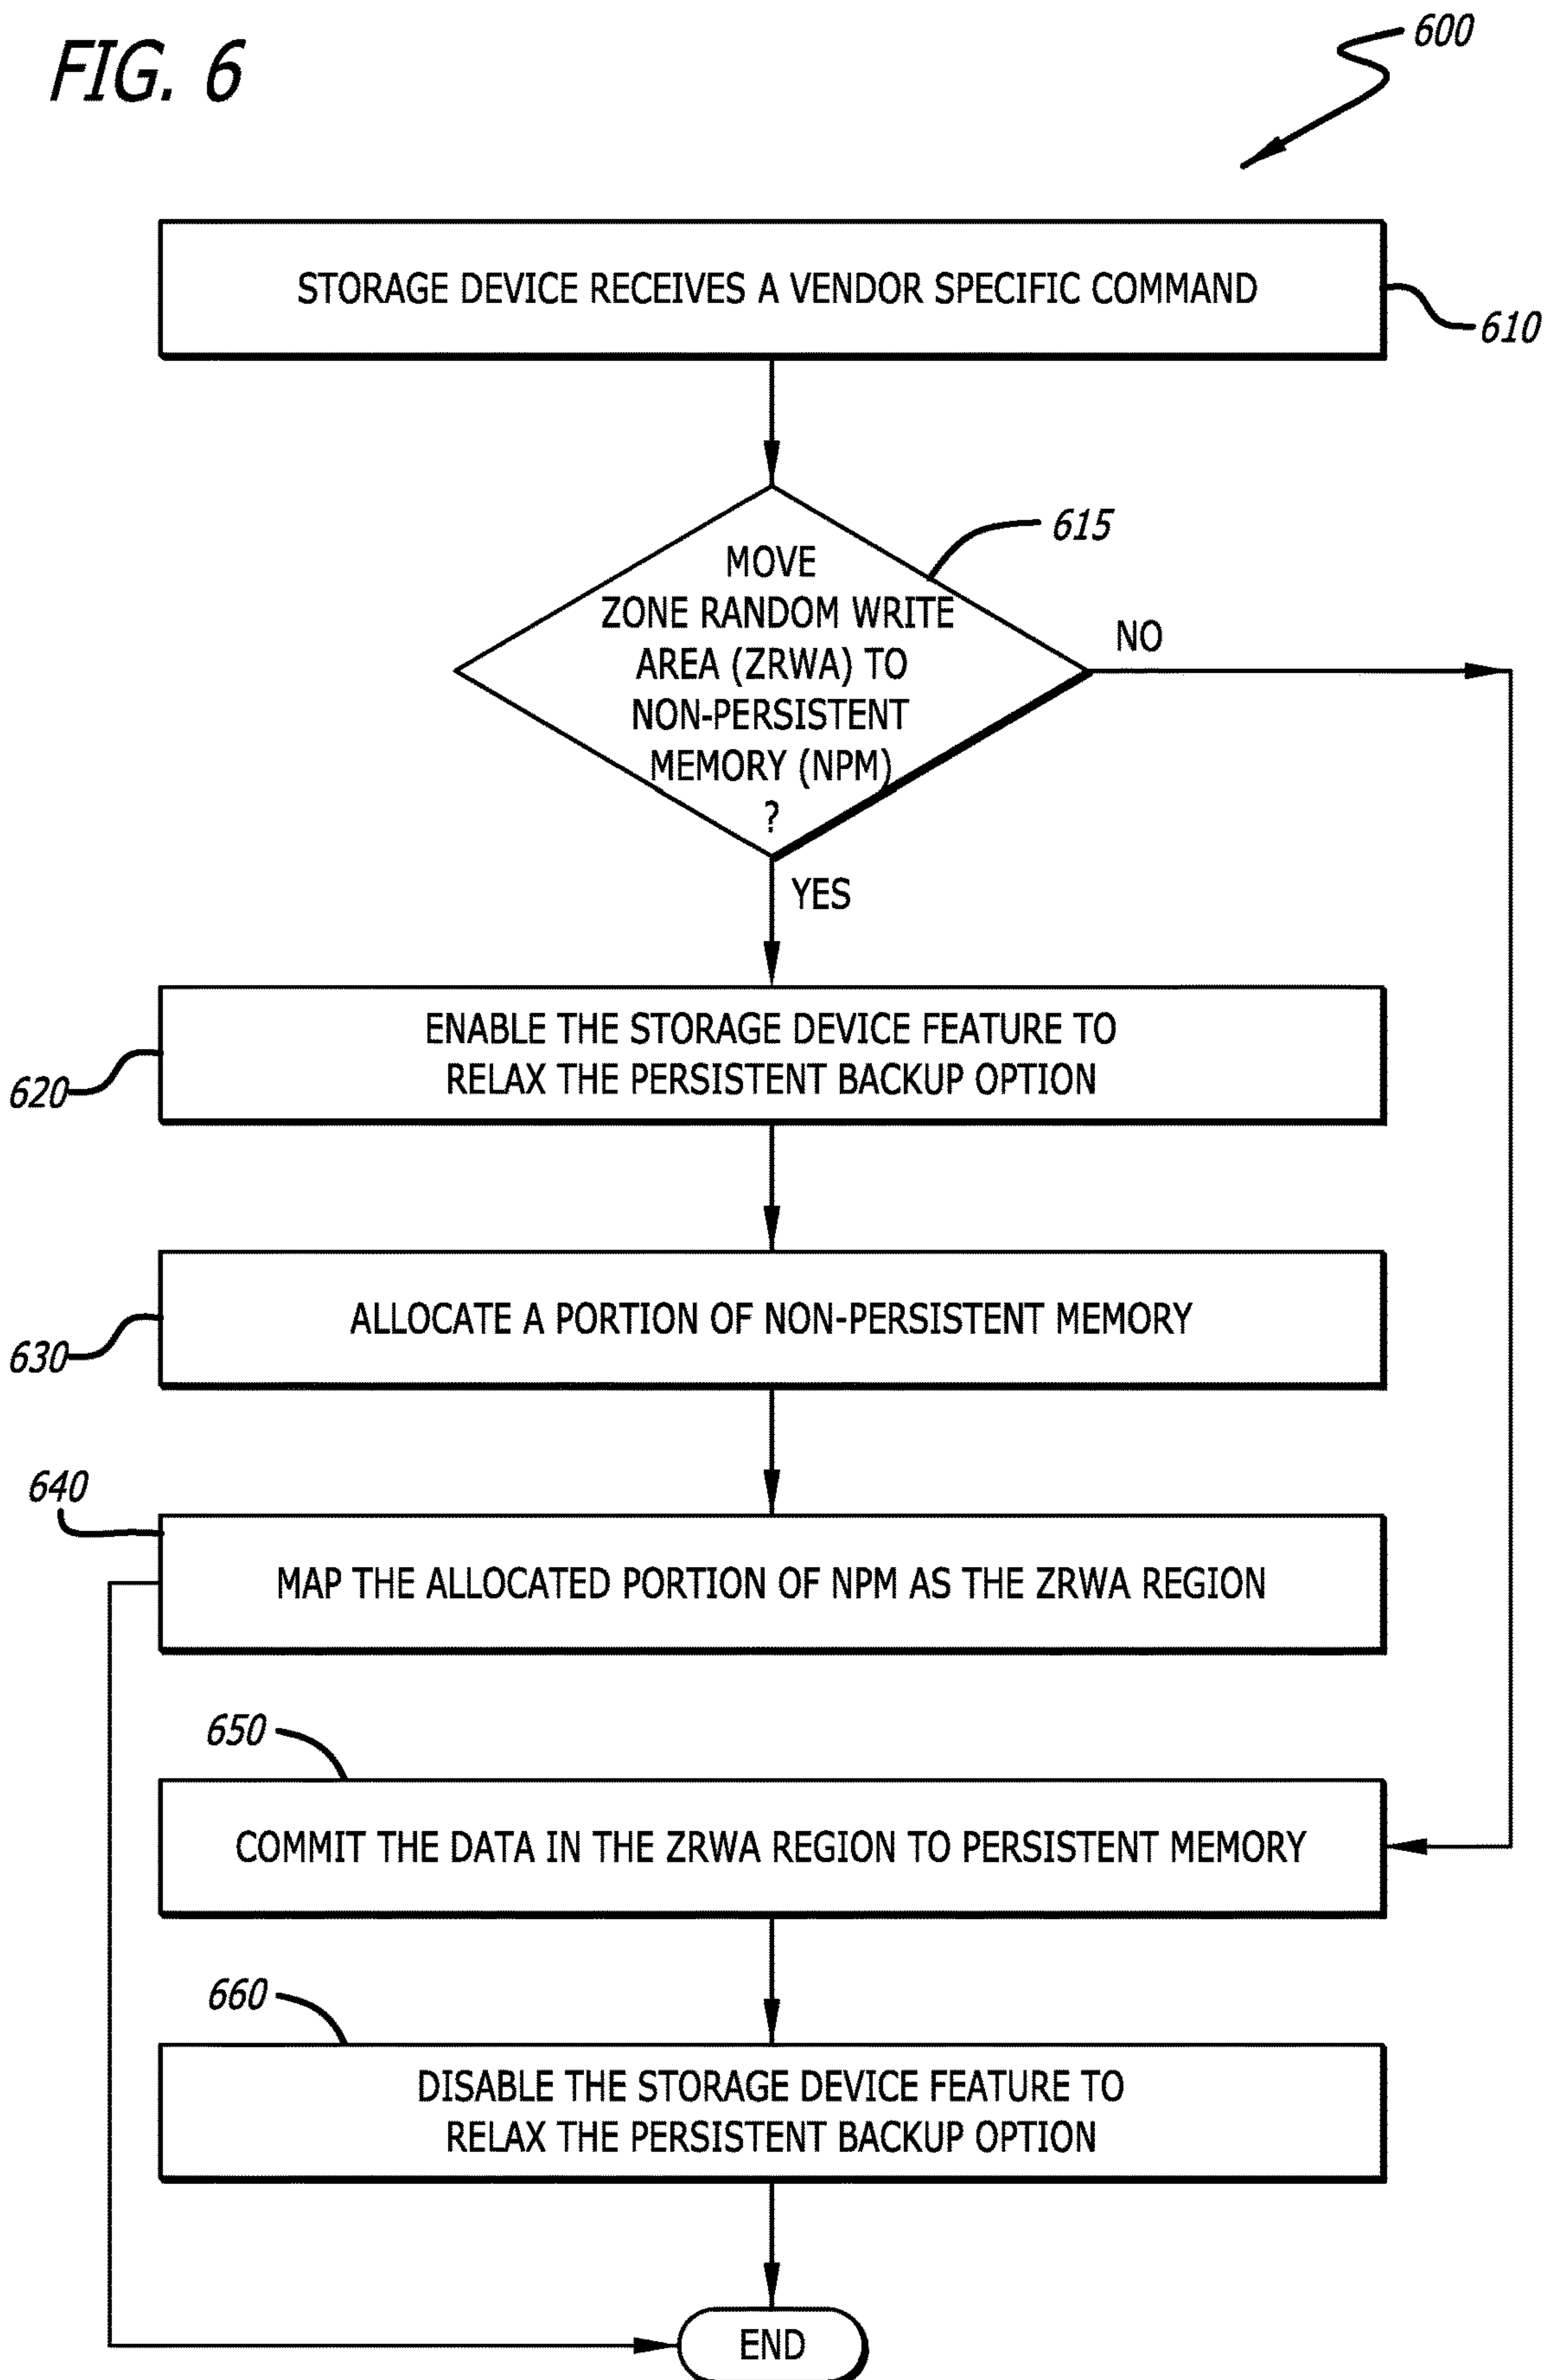 FIG. 6
600
STORAGE DEVICE RECEIVES A VENDOR SPECIFIC COMMAND
610
MOVE
ZONE RANDOM WRITE
AREA (ZRWA) TO
NON-PERSISTENT
MEMORY (NPM)
?
615
NO
YES
ENABLE THE STORAGE DEVICE FEATURE TO
RELAX THE PERSISTENT BACKUP OPTION
620
ALLOCATE A PORTION OF NON-PERSISTENT MEMORY
630
640
MAP THE ALLOCATED PORTION OF NPM AS THE ZRWA REGION
650
COMMIT THE DATA IN THE ZRWA REGION TO PERSISTENT MEMORY
660
DISABLE THE STORAGE DEVICE FEATURE TO
RELAX THE PERSISTENT BACKUP OPTION
END